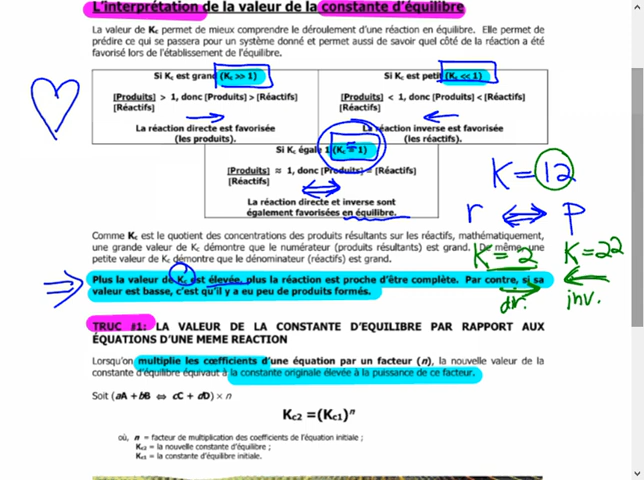 L'interprétation de la valeur de la constante d'équilibre
La valeur de Kc permet de mieux comprendre le déroulement d'une réaction en équilibre. Elle permet de
prédire ce qui se passera pour un système donné et permet aussi de savoir quel côté de la réaction a été
favorisé lors de l'établissement de l'équilibre.
Si Kc est grand (Kc >> 1)
[Produits] > 1, donc [Produits] > [Réactifs]
[Réactifs]
La réaction directe est favorisée
(les produits).
Si Kc est petit (Kc << 1)
[Produits] < 1, donc [Produits] < [Réactifs]
[Réactifs]
La réaction inverse est favorisée
(les réactifs).
Si Kc égale 1 (Kc ≈ 1)
[Produits] ≈ 1, donc [Produits] = [Réactifs]
[Réactifs]
La réaction directe et inverse sont
également favorisées en équilibre.
K = 12
r ⇔ p
K = 2
dir.
K = 22
inv.
Comme Kc est le quotient des concentrations des produits résultants sur les réactifs, mathématiquement,
une grande valeur de Kc démontre que le numérateur (produits résultants) est grand. De même, une
petite valeur de Kc démontre que le dénominateur (réactifs) est grand.
Plus la valeur de Kc est élevée, plus la réaction est proche d'être complète. Par contre, si sa
valeur est basse, c'est qu'il y a eu peu de produits formés.
TRUC #1: LA VALEUR DE LA CONSTANTE D'EQUILIBRE PAR RAPPORT AUX
ÉQUATIONS D'UNE MEME REACTION
Lorsqu'on multiplie les coefficients d'une équation par un facteur (n), la nouvelle valeur de la
constante d'équilibre équivaut à la constante originale élevée à la puissance de ce facteur.
Soit (aA + bB ⇔ cC + dD) × n
Kc2 = (Kc1)ⁿ
où, n = facteur de multiplication des coefficients de l'équation initiale ;
Kc2 = la nouvelle constante d'équilibre ;
Kc1 = la constante d'équilibre initiale.